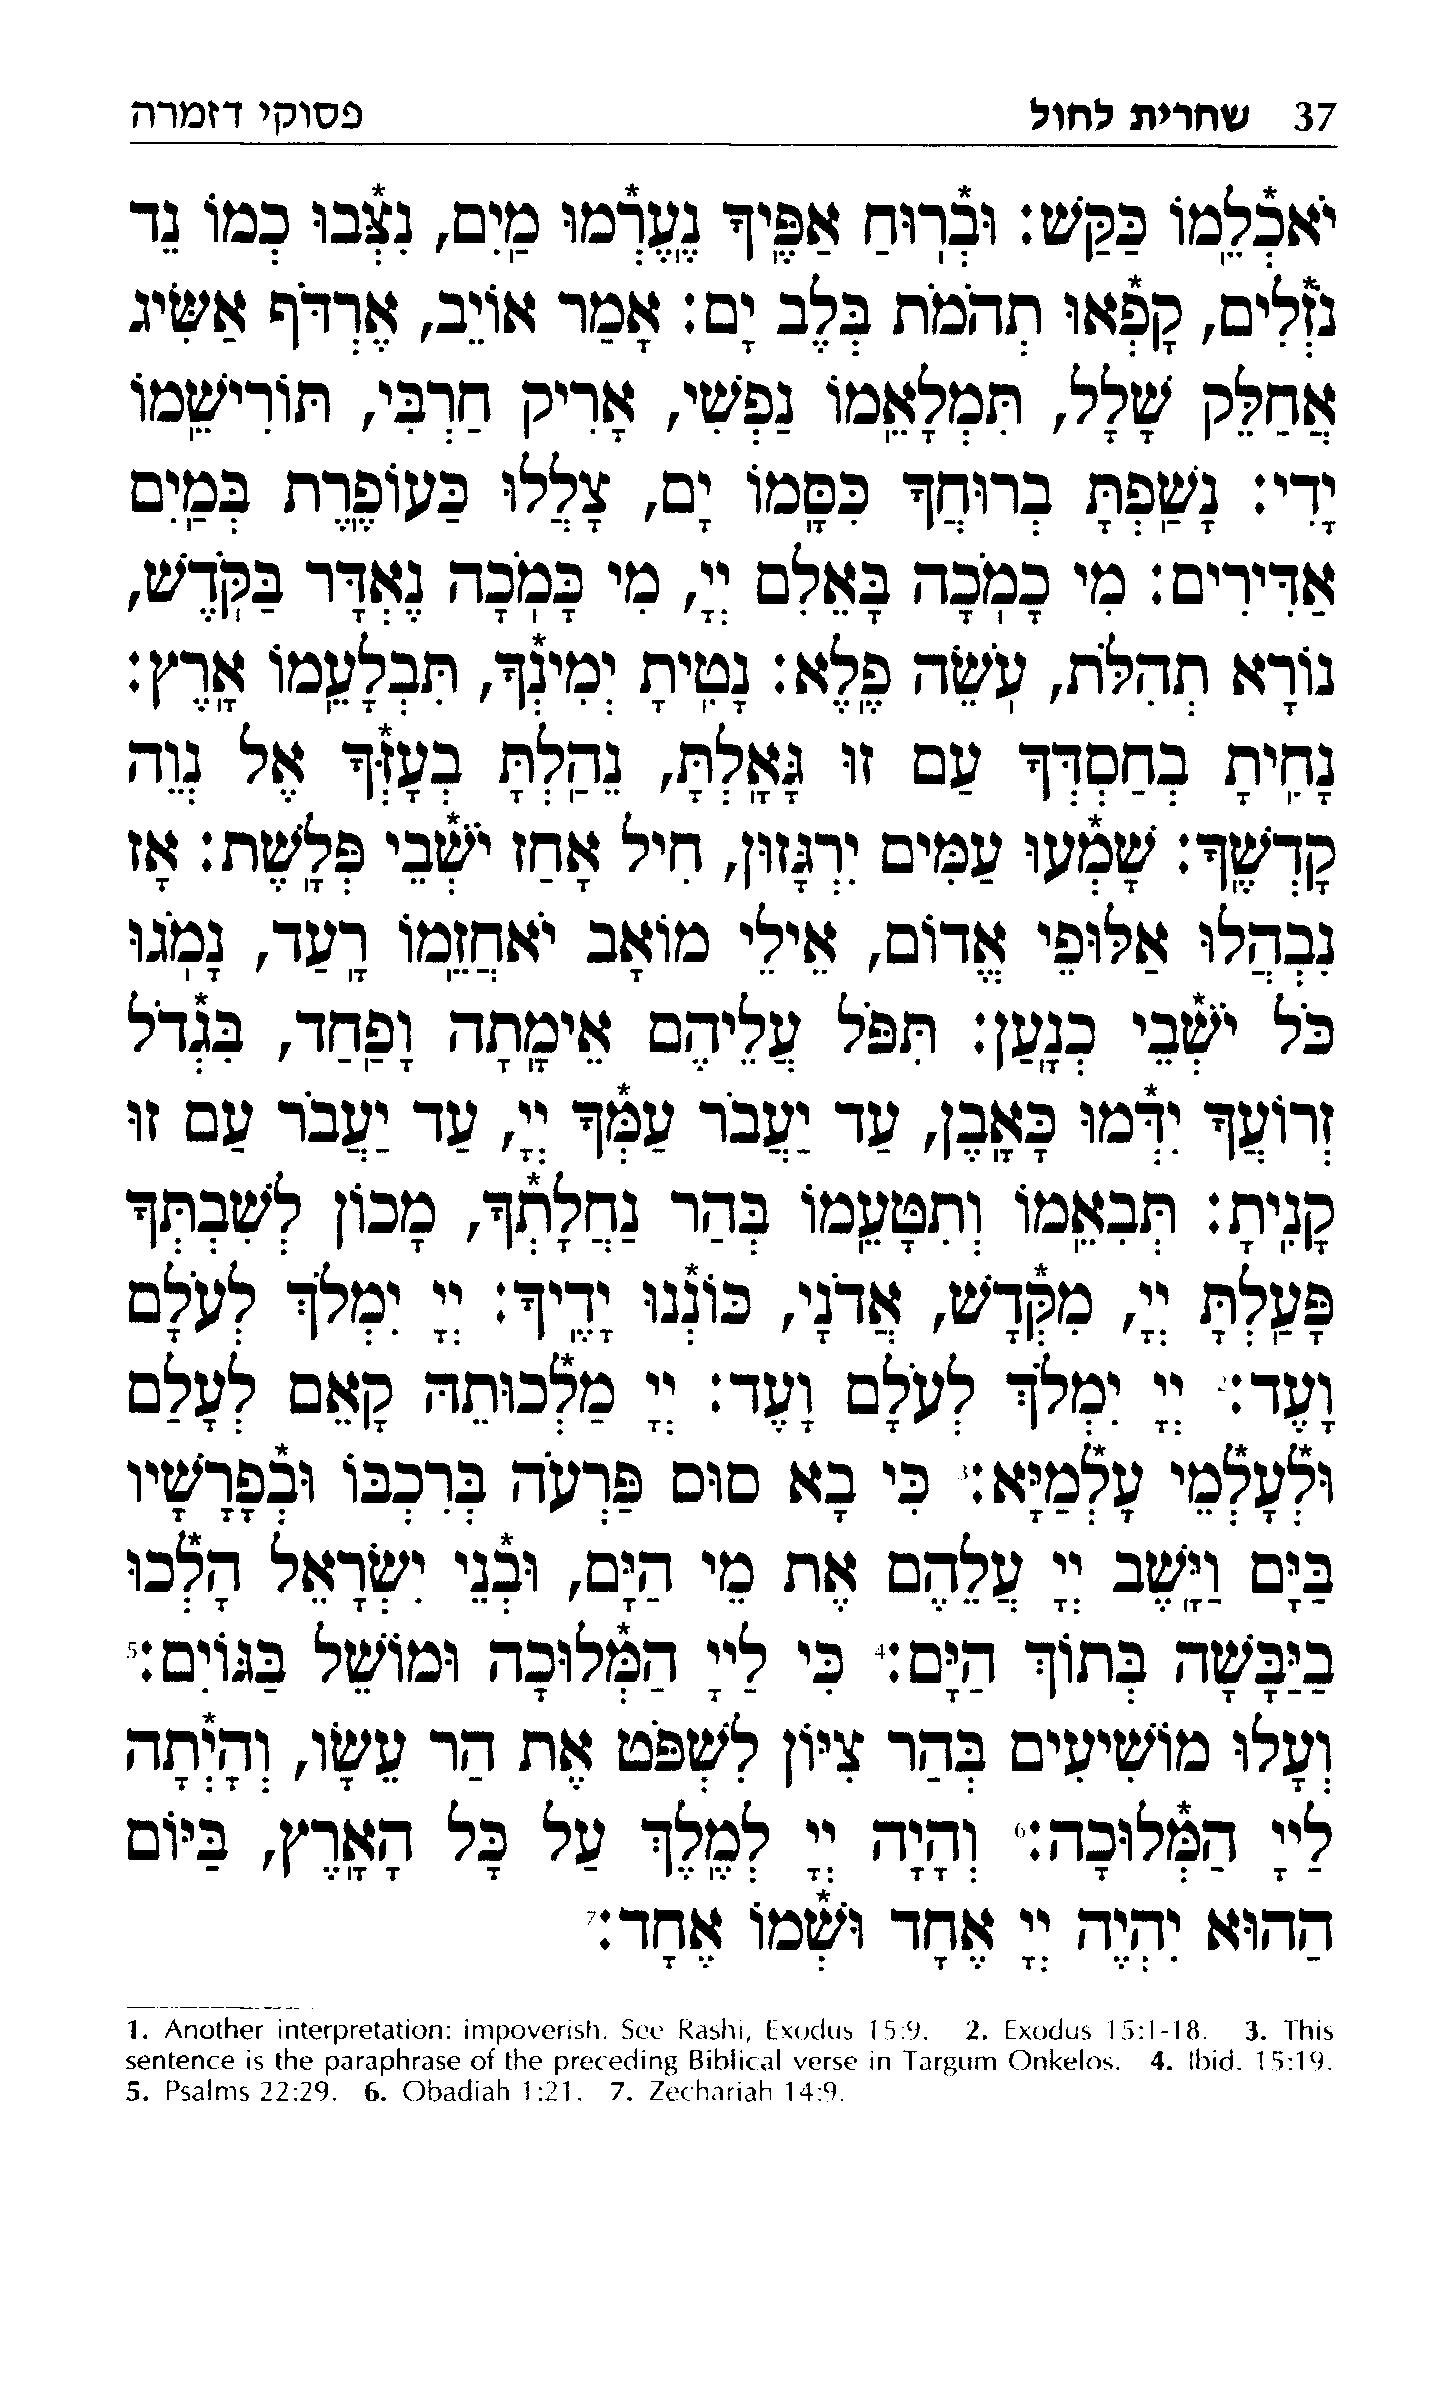 37 שחרית לחול פסוקי דזמרה
יֹאכְלֵמוֹ כַּקַּשׁ: וּבְרוּחַ אַפֶּיךָ נֶעֶרְמוּ מַיִם, נִצְּבוּ כְמוֹ נֵד
נֹזְלִים, קָפְאוּ תְהֹמֹת בְּלֶב יָם: אָמַר אוֹיֵב, אֶרְדֹּף אַשִּׂיג
אֲחַלֵּק שָׁלָל, תִּמְלָאֵמוֹ נַפְשִׁי, אָרִיק חַרְבִּי, תּוֹרִישֵׁמוֹ
יָדִי: נָשַׁפְתָּ בְרוּחֲךָ כִּסָּמוֹ יָם, צָלֲלוּ כַּעוֹפֶרֶת בְּמַיִם
אַדִּירִים: מִי כָמֹכָה בָּאֵלִם יְיָ, מִי כָּמֹכָה נֶאְדָּר בַּקֹּדֶשׁ,
נוֹרָא תְהִלֹּת, עֹשֵׂה פֶלֶא: נָטִיתָ יְמִינְךָ, תִּבְלָעֵמוֹ אָרֶץ:
נָחִיתָ בְחַסְדְּךָ עַם זוּ גָּאָלְתָּ, נֵהַלְתָּ בְעָזְּךָ אֶל נְוֵה
קָדְשֶׁךָ: שָׁמְעוּ עַמִּים יִרְגָּזוּן, חִיל אָחַז יֹשְׁבֵי פְּלָשֶׁת: אָז
נִבְהֲלוּ אַלּוּפֵי אֱדוֹם, אֵילֵי מוֹאָב יֹאחֲזֵמוֹ רָעַד, נָמֹגוּ
כֹּל יֹשְׁבֵי כְנָעַן: תִּפֹּל עֲלֵיהֶם אֵימָתָה וָפַחַד, בִּגְדֹל
זְרוֹעֲךָ יִדְּמוּ כָּאָבֶן, עַד יַעֲבֹר עַמְּךָ יְיָ, עַד יַעֲבֹר עַם זוּ
קָנִיתָ: תְּבִאֵמוֹ וְתִטָּעֵמוֹ בְּהַר נַחֲלָתְךָ, מָכוֹן לְשִׁבְתְּךָ
פָּעַלְתָּ יְיָ, מִקְּדָשׁ, אֲדֹנָי, כּוֹנְנוּ יָדֶיךָ: יְיָ יִמְלֹךְ לְעֹלָם
וָעֶד:2 יְיָ יִמְלֹךְ לְעֹלָם וָעֶד: יְיָ מַלְכוּתֵהּ קָאֵם לְעָלַם
וּלְעָלְמֵי עָלְמַיָּא:3 כִּי בָא סוּס פַּרְעֹה בְּרִכְבּוֹ וּבְפָרָשָׁיו
בַּיָּם וַיָּשֶׁב יְיָ עֲלֵהֶם אֶת מֵי הַיָּם, וּבְנֵי יִשְׂרָאֵל הָלְכוּ
בַיַּבָּשָׁה בְּתוֹךְ הַיָּם:4 כִּי לַייָ הַמְּלוּכָה וּמוֹשֵׁל בַּגּוֹיִם:5
וְעָלוּ מוֹשִׁיעִים בְּהַר צִיּוֹן לִשְׁפֹּט אֶת הַר עֵשָׂו, וְהָיְתָה
לַייָ הַמְּלוּכָה:6 וְהָיָה יְיָ לְמֶלֶךְ עַל כָּל הָאָרֶץ, בַּיּוֹם
הַהוּא יִהְיֶה יְיָ אֶחָד וּשְׁמוֹ אֶחָד:7
1. Another interpretation: impoverish. See Rashi, Exodus 15:9. 2. Exodus 15:1-18. 3. This
sentence is the paraphrase of the preceding Biblical verse in Targum Onkelos. 4. Ibid. 15:19.
5. Psalms 22:29. 6. Obadiah 1:21. 7. Zechariah 14:9.